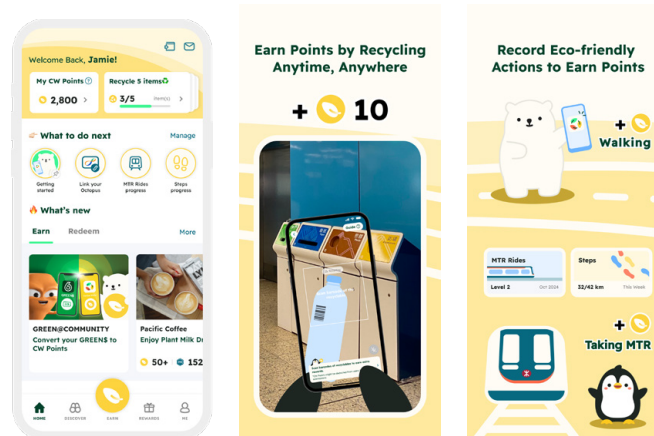 Welcome Back, Jamie!
My CW Points
2,800
Recycle 5 items
3/5
item(s)
What to do next
Manage
Getting started
Link your Octopus
MTR Rides progress
Steps progress
What's new
Earn
Redeem
More
GREEN@COMMUNITY
Convert your GREEN$ to
CW Points
Pacific Coffee
Enjoy Plant Milk Dr
50+
152
HOME
DISCOVER
EARN
REWARDS
ME
Earn Points by Recycling
Anytime, Anywhere
+ 10
Record Eco-friendly
Actions to Earn Points
+
Walking
MTR Rides
Level 2
Oct 2024
Steps
32/42 km
This Week
+
Taking MTR